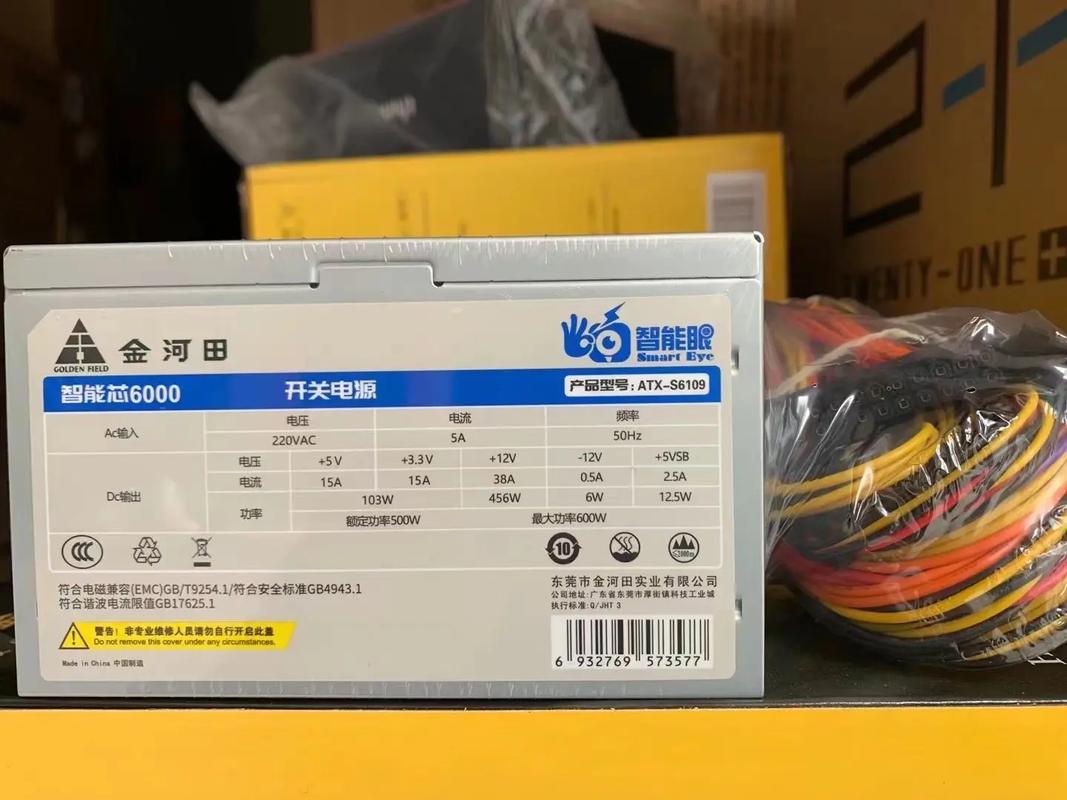 金河田
GOLDEN FIELD
智能眼
Smart Eye
智能芯6000 开关电源 产品型号: ATX-S6109
Ac输入 电压 电流 频率
220VAC 5A 50Hz
Dc输出 电压 +5V +3.3V +12V -12V +5VSB
电流 15A 15A 38A 0.5A 2.5A
功率 103W 456W 6W 12.5W
额定功率500W 最大功率600W
CCC
10
≤2000m
符合电磁兼容(EMC)GB/T9254.1/符合安全标准GB4943.1
符合谐波电流限值GB17625.1
东莞市金河田实业有限公司
公司地址: 广东省东莞市厚街镇科技工业城
执行标准: Q/JHT 3
警告! 非专业维修人员请勿自行开启此盖
Do not remove this cover under any circumstances.
Made in China 中国制造
6 932769 573577
21+
TWENTY-ONE+